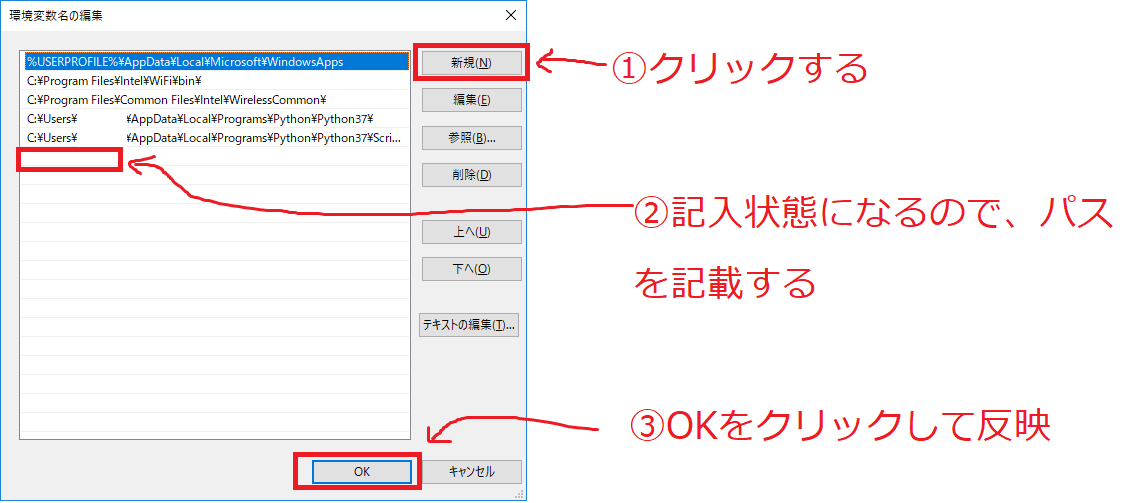 環境変数名の編集
%USERPROFILE%¥AppData¥Local¥Microsoft¥WindowsApps
C:¥Program Files¥Intel¥WiFi¥bin¥
C:¥Program Files¥Common Files¥Intel¥WirelessCommon¥
C:¥Users¥ ¥AppData¥Local¥Programs¥Python¥Python37¥
C:¥Users¥ ¥AppData¥Local¥Programs¥Python¥Python37¥Scri...
新規(N)
編集(E)
参照(B)...
削除(D)
上へ(U)
下へ(O)
テキストの編集(T)...
OK
キャンセル
①クリックする
②記入状態になるので、パス
を記載する
③OKをクリックして反映